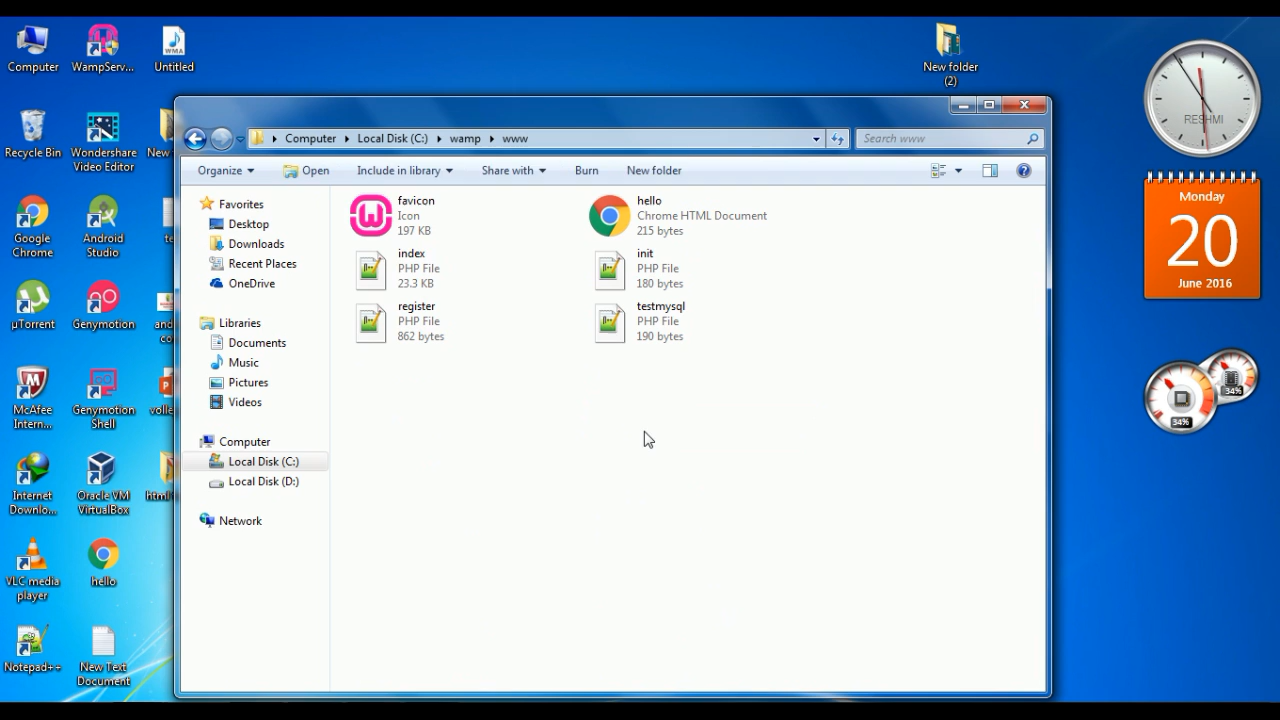 Computer
WampServ...
Untitled
New folder
(2)
Recycle Bin
Wondershare
Video Editor
New
Google
Chrome
Android
Studio
te
µTorrent
Genymotion
and
co
McAfee
Intern...
Genymotion
Shell
volle
Internet
Downlo...
Oracle VM
VirtualBox
html
VLC media
player
hello
Notepad++
New Text
Document
Computer
Local Disk (C:)
wamp
www
Search www
Organize
Open
Include in library
Share with
Burn
New folder
Favorites
Desktop
Downloads
Recent Places
OneDrive
Libraries
Documents
Music
Pictures
Videos
Computer
Local Disk (C:)
Local Disk (D:)
Network
favicon
Icon
197 KB
hello
Chrome HTML Document
215 bytes
index
PHP File
23.3 KB
init
PHP File
180 bytes
register
PHP File
862 bytes
testmysql
PHP File
190 bytes
RESHMI
Monday
20
June 2016
34%
34%